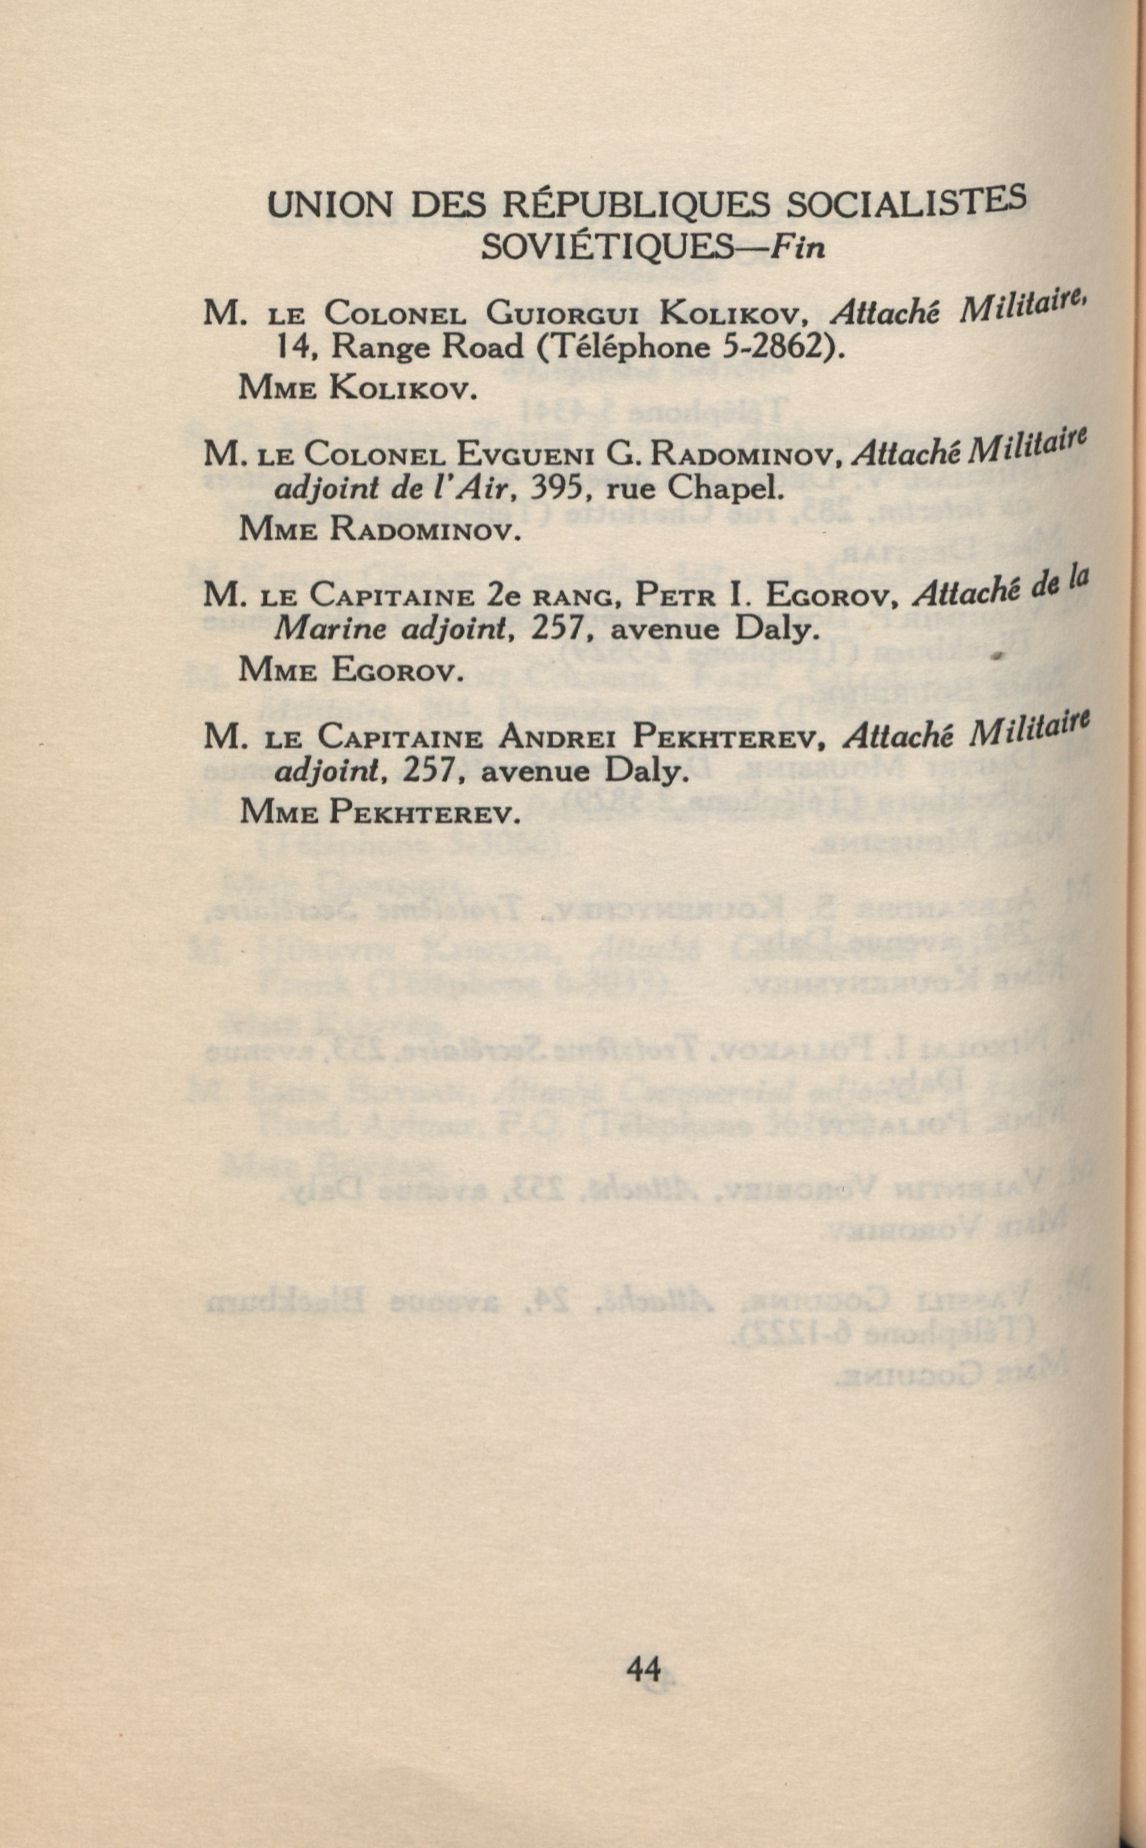 UNION DES RÉPUBLIQUES SOCIALISTES
SOVIÉTIQUES—Fin
M. LE COLONEL GUIORGUI KOLIKOV, Attaché Militaire,
14, Range Road (Téléphone 5-2862).
MME KOLIKOV.
M. LE COLONEL EVGUENI G. RADOMINOV, Attaché Militaire
adjoint de l'Air, 395, rue Chapel.
MME RADOMINOV.
M. LE CAPITAINE 2e RANG, PETR I. EGOROV, Attaché de la
Marine adjoint, 257, avenue Daly.
MME EGOROV.
M. LE CAPITAINE ANDREI PEKHTEREV, Attaché Militaire
adjoint, 257, avenue Daly.
MME PEKHTEREV.
44